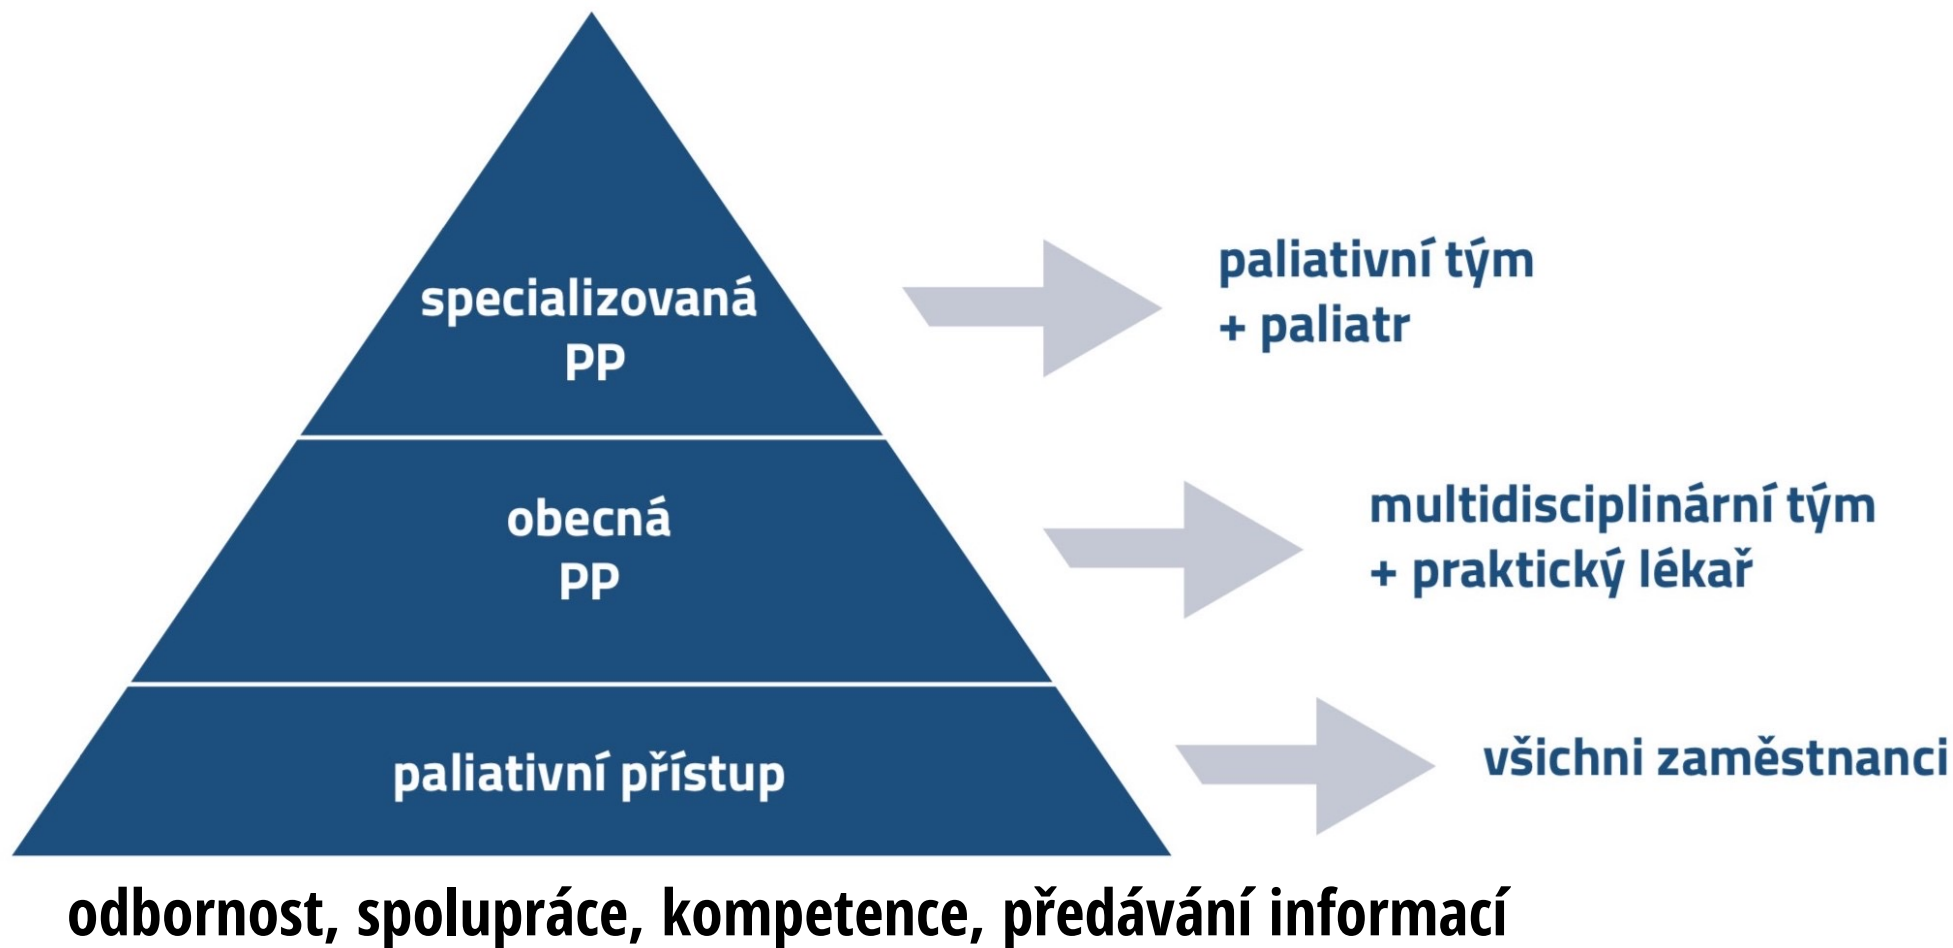 specializovaná
PP
paliativní tým
+ paliatr
obecná
PP
multidisciplinární tým
+ praktický lékař
paliativní přístup
všichni zaměstnanci
odbornost, spolupráce, kompetence, předávání informací